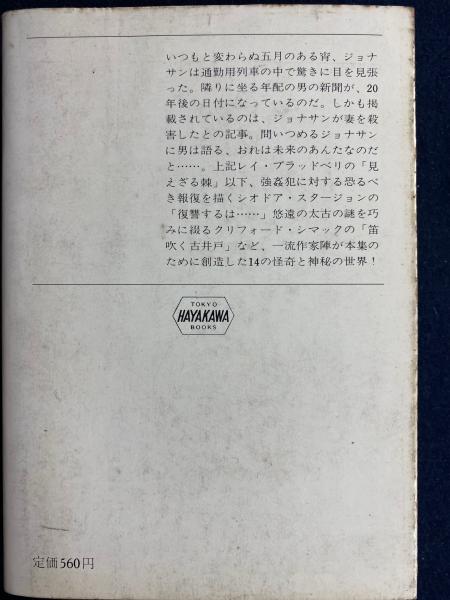 いつもと変わらぬ五月のある宵、ジョナ
サンは通勤用列車の中で驚きに目を見張
った。隣りに坐る年配の男の新聞が、20
年後の日付になっているのだ。しかも掲
載されているのは、ジョナサンが妻を殺
害したとの記事。問いつめるジョナサン
に男は語る、おれは未来のあんたなのだ
と……。上記レイ・ブラッドベリの「見
えざる棘」以下、強姦犯に対する恐るべ
き報復を描くシオドア・スタージョンの
「復讐するは……」悠遠の太古の謎を巧
みに綴るクリフォード・シマックの「笛
吹く古井戸」など、一流作家陣が本集の
ために創造した14の怪奇と神秘の世界！
TOKYO
HAYAKAWA
BOOKS
定価560円